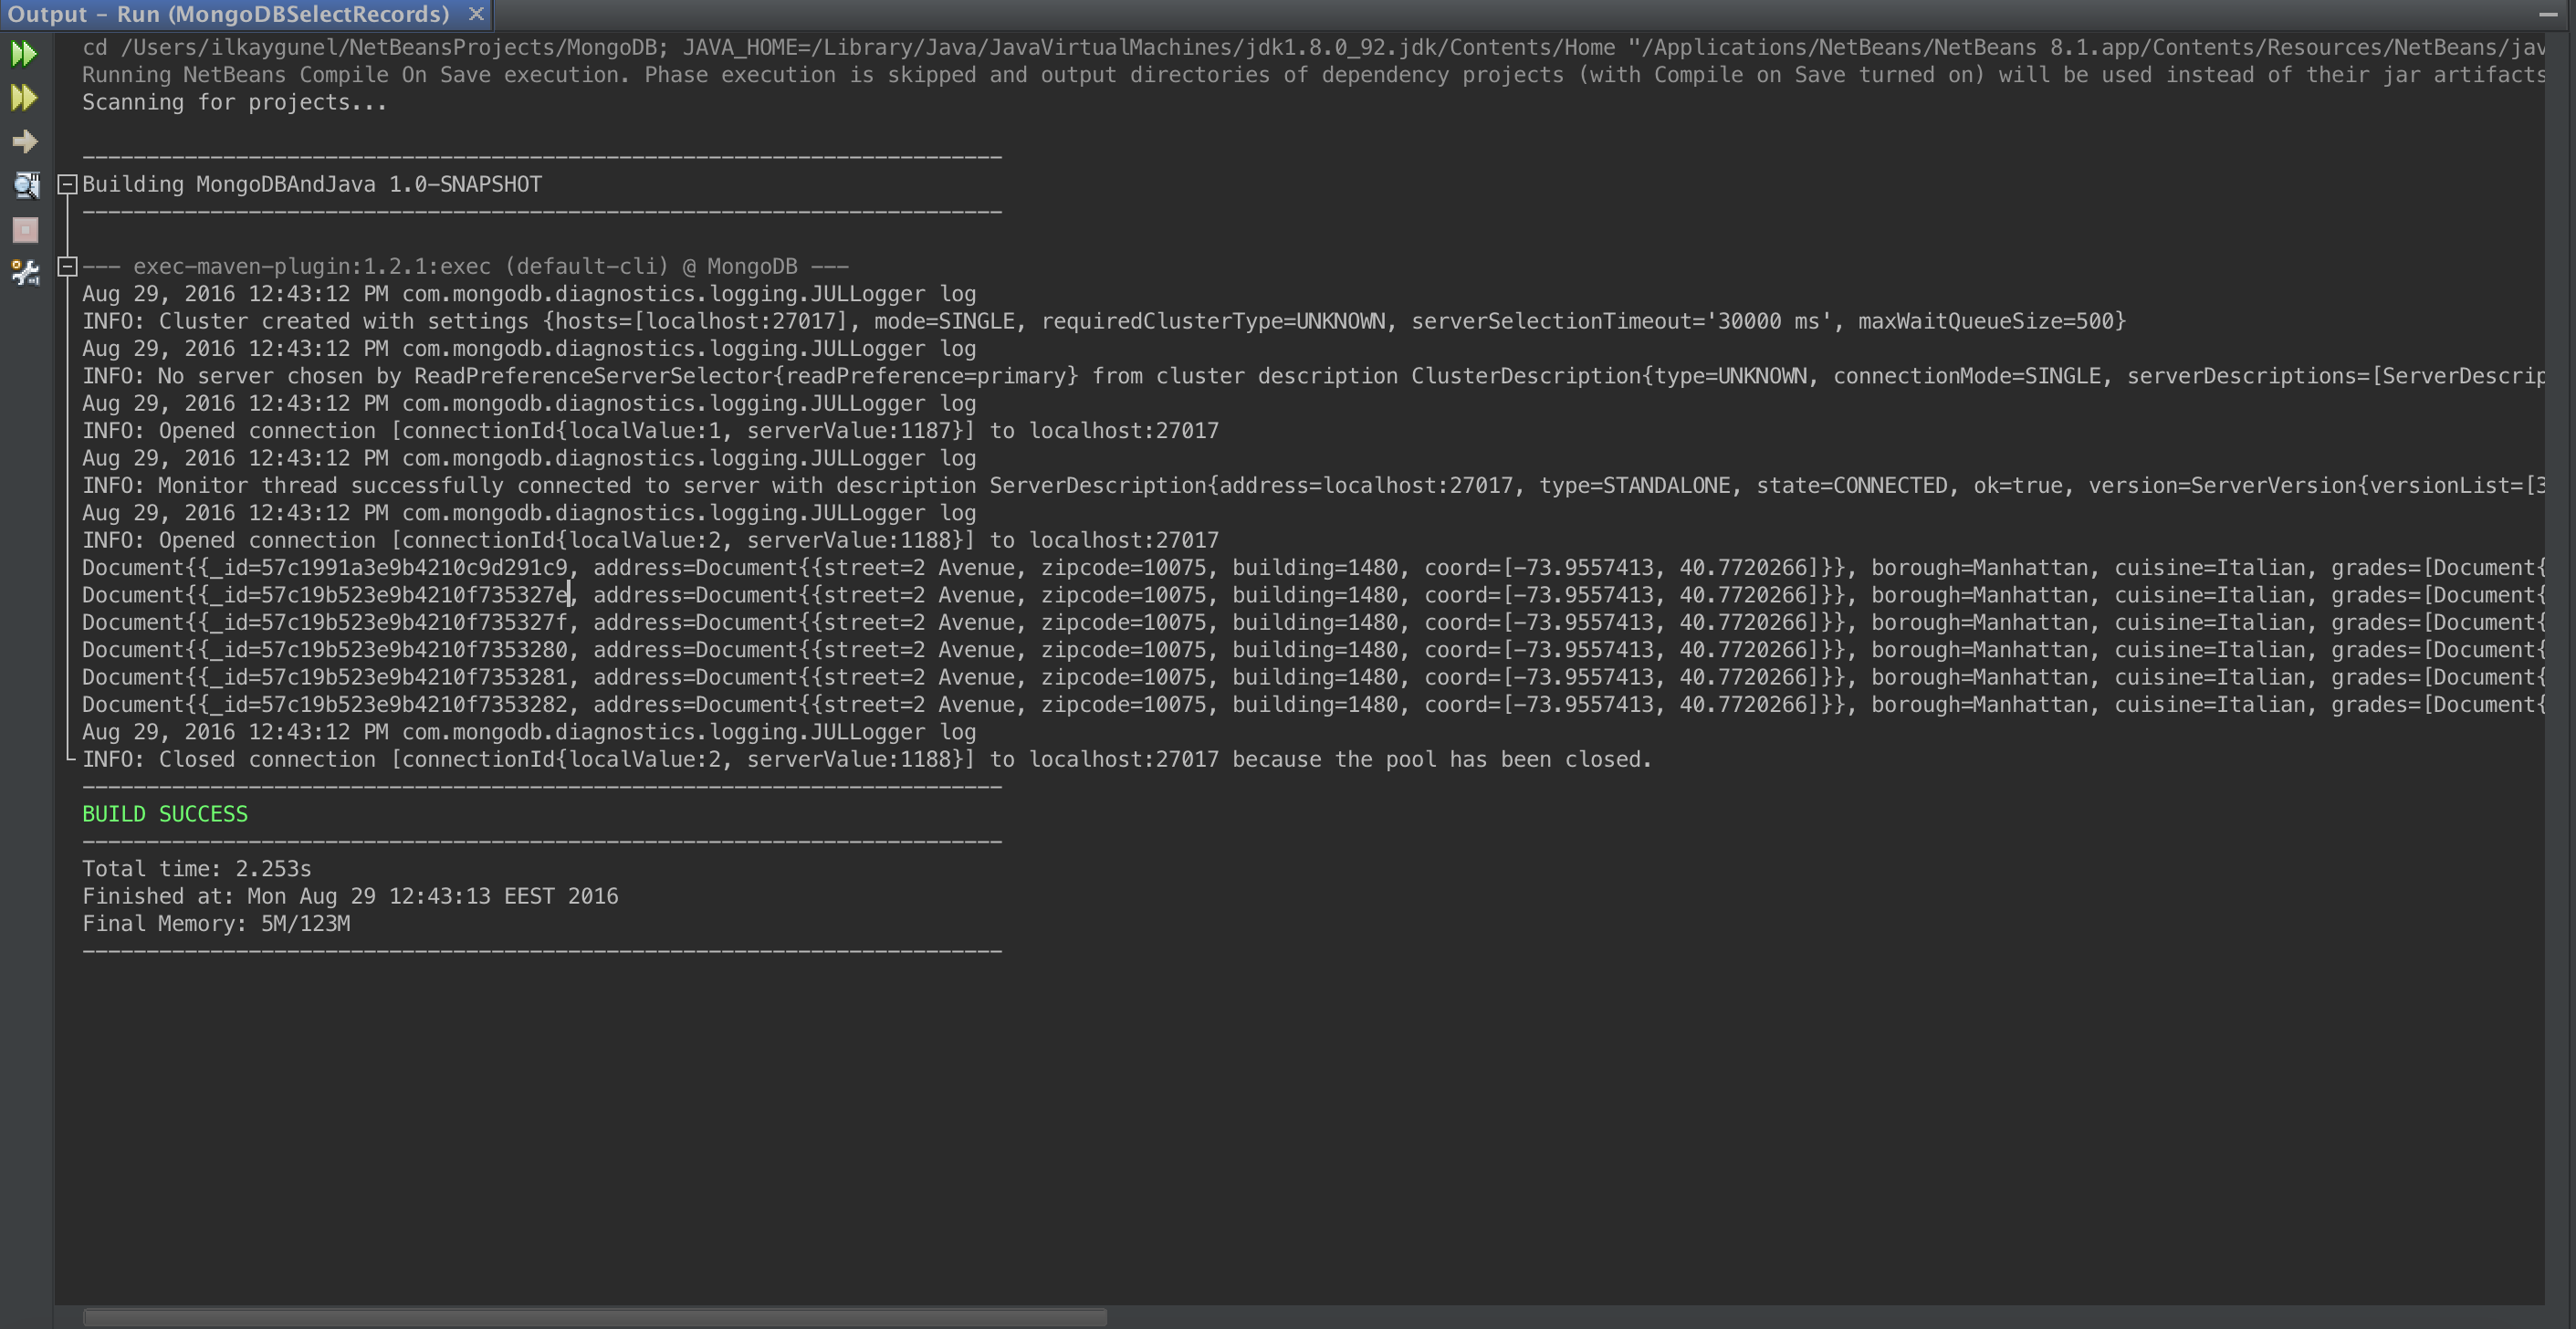 Output - Run (MongoDBSelectRecords)
cd /Users/ilkaygunel/NetBeansProjects/MongoDB; JAVA_HOME=/Library/Java/JavaVirtualMachines/jdk1.8.0_92.jdk/Contents/Home "/Applications/NetBeans/NetBeans 8.1.app/Contents/Resources/NetBeans/jav
Running NetBeans Compile On Save execution. Phase execution is skipped and output directories of dependency projects (with Compile on Save turned on) will be used instead of their jar artifacts
Scanning for projects...
------------------------------------------------------------------------
Building MongoDBAndJava 1.0-SNAPSHOT
------------------------------------------------------------------------
--- exec-maven-plugin:1.2.1:exec (default-cli) @ MongoDB ---
Aug 29, 2016 12:43:12 PM com.mongodb.diagnostics.logging.JULLogger log
INFO: Cluster created with settings {hosts=[localhost:27017], mode=SINGLE, requiredClusterType=UNKNOWN, serverSelectionTimeout='30000 ms', maxWaitQueueSize=500}
Aug 29, 2016 12:43:12 PM com.mongodb.diagnostics.logging.JULLogger log
INFO: No server chosen by ReadPreferenceServerSelector{readPreference=primary} from cluster description ClusterDescription{type=UNKNOWN, connectionMode=SINGLE, serverDescriptions=[ServerDescrip
Aug 29, 2016 12:43:12 PM com.mongodb.diagnostics.logging.JULLogger log
INFO: Opened connection [connectionId{localValue:1, serverValue:1187}] to localhost:27017
Aug 29, 2016 12:43:12 PM com.mongodb.diagnostics.logging.JULLogger log
INFO: Monitor thread successfully connected to server with description ServerDescription{address=localhost:27017, type=STANDALONE, state=CONNECTED, ok=true, version=ServerVersion{versionList=[3
Aug 29, 2016 12:43:12 PM com.mongodb.diagnostics.logging.JULLogger log
INFO: Opened connection [connectionId{localValue:2, serverValue:1188}] to localhost:27017
Document{{_id=57c1991a3e9b4210c9d291c9, address=Document{{street=2 Avenue, zipcode=10075, building=1480, coord=[-73.9557413, 40.7720266]}}, borough=Manhattan, cuisine=Italian, grades=[Document{
Document{{_id=57c19b523e9b4210f735327e, address=Document{{street=2 Avenue, zipcode=10075, building=1480, coord=[-73.9557413, 40.7720266]}}, borough=Manhattan, cuisine=Italian, grades=[Document{
Document{{_id=57c19b523e9b4210f735327f, address=Document{{street=2 Avenue, zipcode=10075, building=1480, coord=[-73.9557413, 40.7720266]}}, borough=Manhattan, cuisine=Italian, grades=[Document{
Document{{_id=57c19b523e9b4210f7353280, address=Document{{street=2 Avenue, zipcode=10075, building=1480, coord=[-73.9557413, 40.7720266]}}, borough=Manhattan, cuisine=Italian, grades=[Document{
Document{{_id=57c19b523e9b4210f7353281, address=Document{{street=2 Avenue, zipcode=10075, building=1480, coord=[-73.9557413, 40.7720266]}}, borough=Manhattan, cuisine=Italian, grades=[Document{
Document{{_id=57c19b523e9b4210f7353282, address=Document{{street=2 Avenue, zipcode=10075, building=1480, coord=[-73.9557413, 40.7720266]}}, borough=Manhattan, cuisine=Italian, grades=[Document{
Aug 29, 2016 12:43:12 PM com.mongodb.diagnostics.logging.JULLogger log
INFO: Closed connection [connectionId{localValue:2, serverValue:1188}] to localhost:27017 because the pool has been closed.
------------------------------------------------------------------------
BUILD SUCCESS
------------------------------------------------------------------------
Total time: 2.253s
Finished at: Mon Aug 29 12:43:13 EEST 2016
Final Memory: 5M/123M
------------------------------------------------------------------------